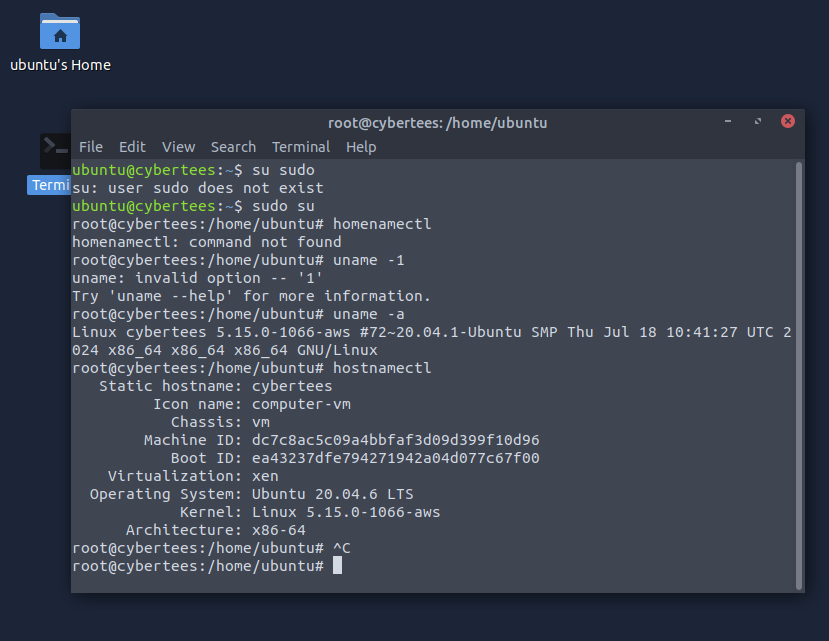 ubuntu's Home
root@cybertees: /home/ubuntu
File Edit View Search Terminal Help
Termi
ubuntu@cybertees:~$ su sudo
su: user sudo does not exist
ubuntu@cybertees:~$ sudo su
root@cybertees:/home/ubuntu# homenamectl
homenamectl: command not found
root@cybertees:/home/ubuntu# uname -1
uname: invalid option -- '1'
Try 'uname --help' for more information.
root@cybertees:/home/ubuntu# uname -a
Linux cybertees 5.15.0-1066-aws #72~20.04.1-Ubuntu SMP Thu Jul 18 10:41:27 UTC 2
024 x86_64 x86_64 x86_64 GNU/Linux
root@cybertees:/home/ubuntu# hostnamectl
Static hostname: cybertees
Icon name: computer-vm
Chassis: vm
Machine ID: dc7c8ac5c09a4bbfaf3d09d399f10d96
Boot ID: ea43237dfe794271942a04d077c67f00
Virtualization: xen
Operating System: Ubuntu 20.04.6 LTS
Kernel: Linux 5.15.0-1066-aws
Architecture: x86-64
root@cybertees:/home/ubuntu# ^C
root@cybertees:/home/ubuntu#